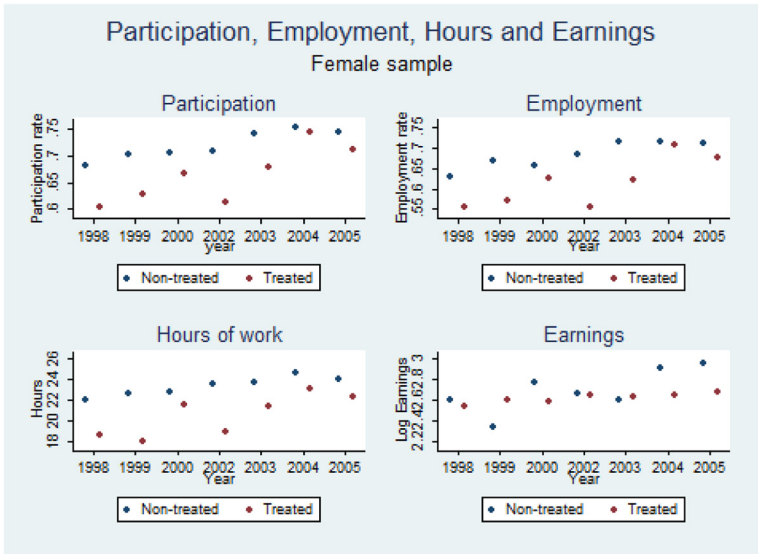 Participation, Employment, Hours and Earnings
Female sample
Participation
Participation rate
.6 .65 .7 .75
1998 1999 2000 2002 2003 2004 2005
year
Non-treated Treated
Employment
Employment rate
.55 .6 .65 .7 .75
1998 1999 2000 2002 2003 2004 2005
Year
Non-treated Treated
Hours of work
Hours
18 20 22 24 26
1998 1999 2000 2002 2003 2004 2005
Year
Non-treated Treated
Earnings
Log Earnings
2.2 2.4 2.6 2.8 3
1998 1999 2000 2002 2003 2004 2005
Year
Non-treated Treated